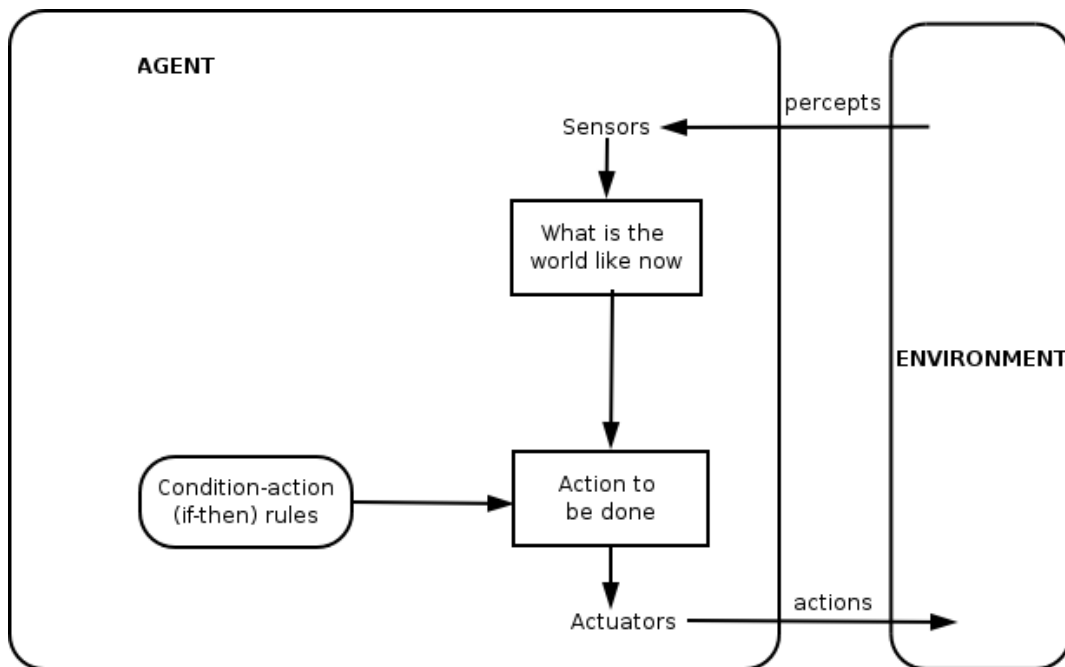 AGENT
percepts
Sensors
What is the
world like now
ENVIRONMENT
Condition-action
(if-then) rules
Action to
be done
actions
Actuators